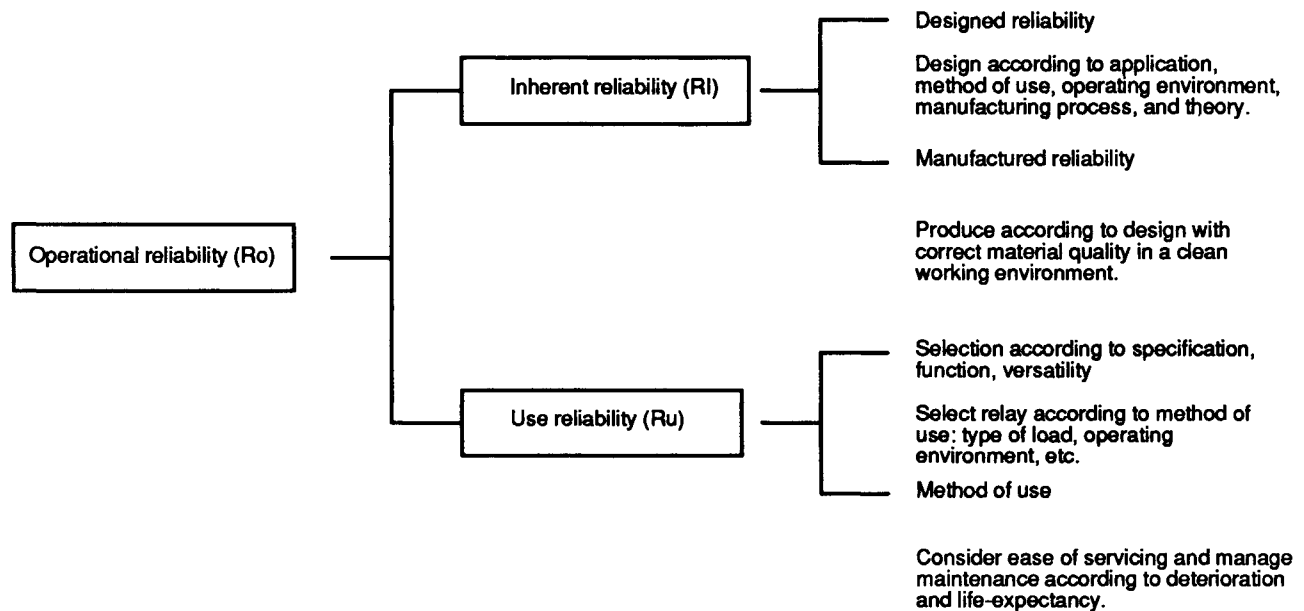 Designed reliability
Inherent reliability (RI)
Design according to application,
method of use, operating environment,
manufacturing process, and theory.
Manufactured reliability
Operational reliability (Ro)
Produce according to design with
correct material quality in a clean
working environment.
Selection according to specification,
function, versatility
Use reliability (Ru)
Select relay according to method of
use: type of load, operating
environment, etc.
Method of use
Consider ease of servicing and manage
maintenance according to deterioration
and life-expectancy.